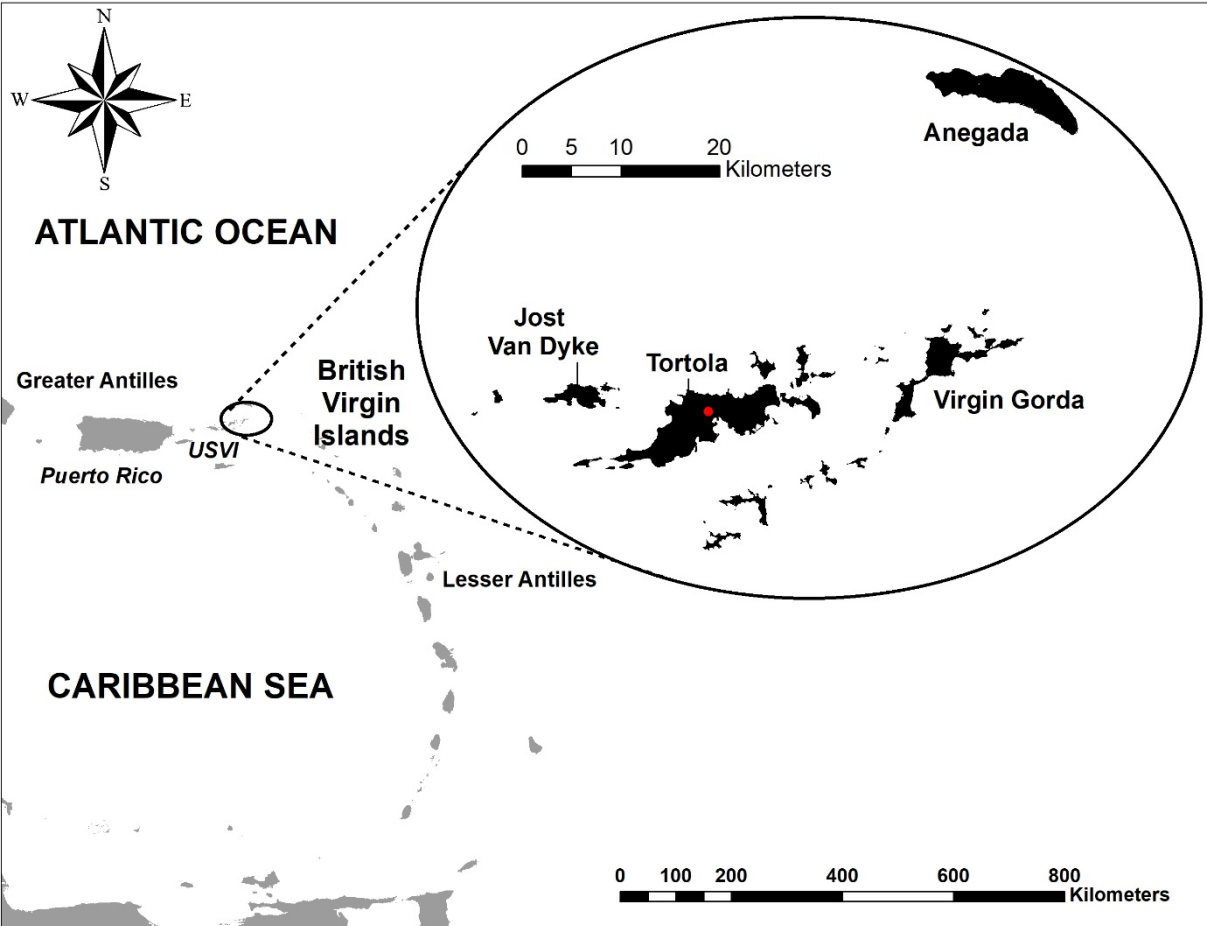 N
W E
S
ATLANTIC OCEAN
Greater Antilles
Puerto Rico
USVI
British
Virgin
Islands
Lesser Antilles
CARIBBEAN SEA
0 5 10 20
Kilometers
Anegada
Jost
Van Dyke
Tortola
Virgin Gorda
0 100 200 400 600 800
Kilometers